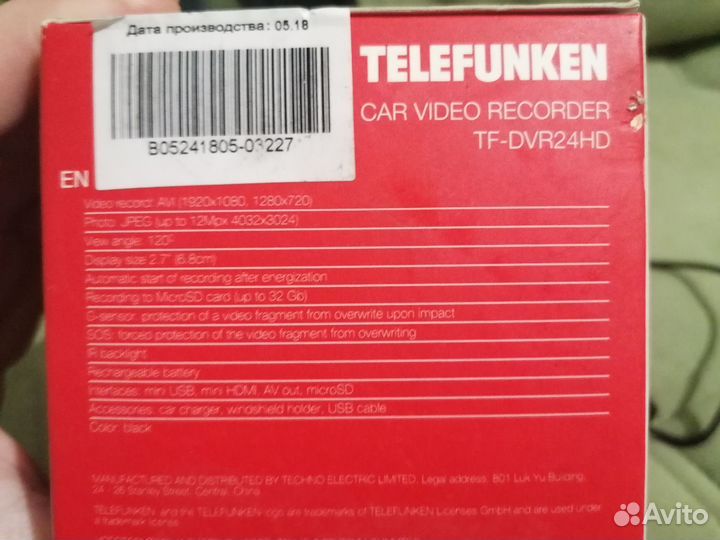 Дата производства: 05.18
B05241805-03227
TELEFUNKEN
CAR VIDEO RECORDER
TF-DVR24HD
EN
Video record: AVI (1920x1080, 1280x720)
Photo: JPEG (up to 12Mpx 4032x3024)
View angle: 120°
Display size 2.7" (6.8cm)
Automatic start of recording after energization
Recording to MicroSD card (up to 32 Gb)
G-sensor: protection of a video fragment from overwrite upon impact
SOS: forced protection of the video fragment from overwriting
IR backlight
Rechargeable battery
Interfaces: mini USB, mini HDMI, AV out, microSD
Accessories: car charger, windshield holder, USB cable
Color: black
MANUFACTURED AND DISTRIBUTED BY TECHNO ELECTRIC LIMITED. Legal address: 801 Luk Yu Building,
24 - 26 Stanley Street, Central, China.
TELEFUNKEN and the TELEFUNKEN logo are trademarks of TELEFUNKEN Licenses GmbH and are used under
a trademark license.
Avito